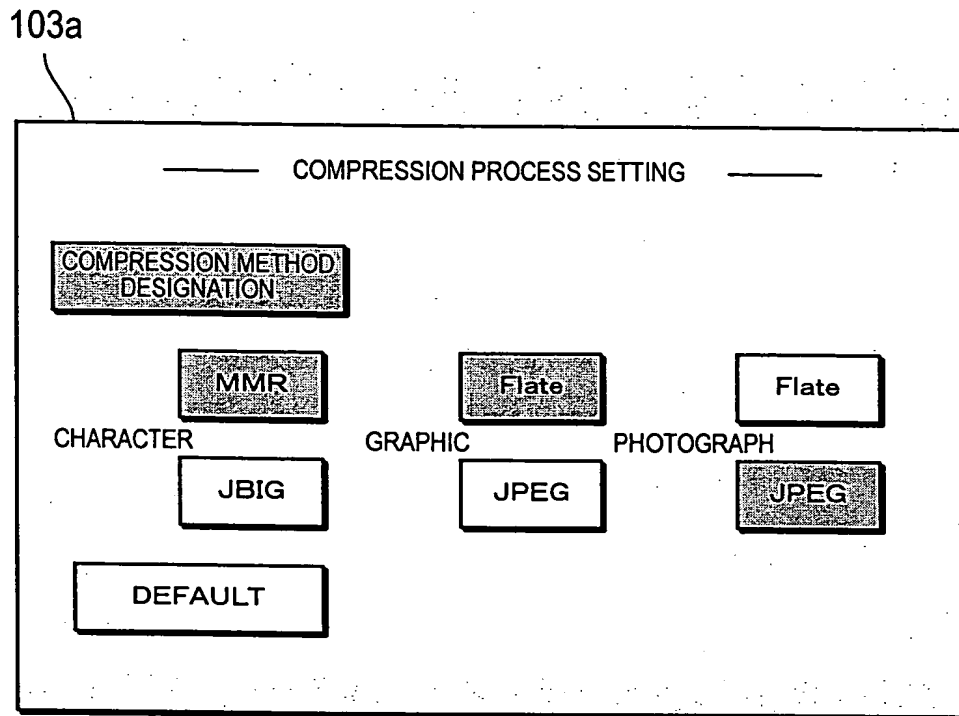 103a
COMPRESSION PROCESS SETTING
COMPRESSION METHOD
DESIGNATION
MMR
Flate
Flate
CHARACTER
GRAPHIC
PHOTOGRAPH
JBIG
JPEG
JPEG
DEFAULT